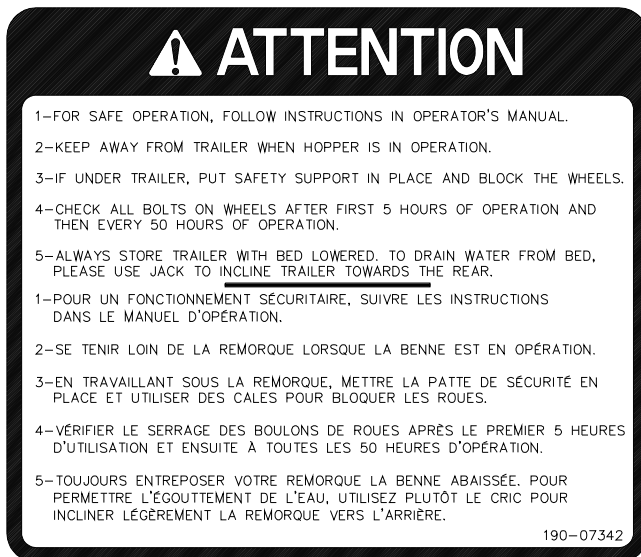 ATTENTION
1-FOR SAFE OPERATION, FOLLOW INSTRUCTIONS IN OPERATOR'S MANUAL.
2-KEEP AWAY FROM TRAILER WHEN HOPPER IS IN OPERATION.
3-IF UNDER TRAILER, PUT SAFETY SUPPORT IN PLACE AND BLOCK THE WHEELS.
4-CHECK ALL BOLTS ON WHEELS AFTER FIRST 5 HOURS OF OPERATION AND
THEN EVERY 50 HOURS OF OPERATION.
5-ALWAYS STORE TRAILER WITH BED LOWERED. TO DRAIN WATER FROM BED,
PLEASE USE JACK TO INCLINE TRAILER TOWARDS THE REAR.
1-POUR UN FONCTIONNEMENT SÉCURITAIRE, SUIVRE LES INSTRUCTIONS
DANS LE MANUEL D'OPÉRATION.
2-SE TENIR LOIN DE LA REMORQUE LORSQUE LA BENNE EST EN OPÉRATION.
3-EN TRAVAILLANT SOUS LA REMORQUE, METTRE LA PATTE DE SÉCURITÉ EN
PLACE ET UTILISER DES CALES POUR BLOQUER LES ROUES.
4-VÉRIFIER LE SERRAGE DES BOULONS DE ROUES APRÈS LE PREMIER 5 HEURES
D'UTILISATION ET ENSUITE À TOUTES LES 50 HEURES D'OPÉRATION.
5-TOUJOURS ENTREPOSER VOTRE REMORQUE LA BENNE ABAISSÉE. POUR
PERMETTRE L'ÉGOUTTEMENT DE L'EAU, UTILISEZ PLUTÔT LE CRIC POUR
INCLINER LÉGÈREMENT LA REMORQUE VERS L'ARRIÈRE.
190-07342